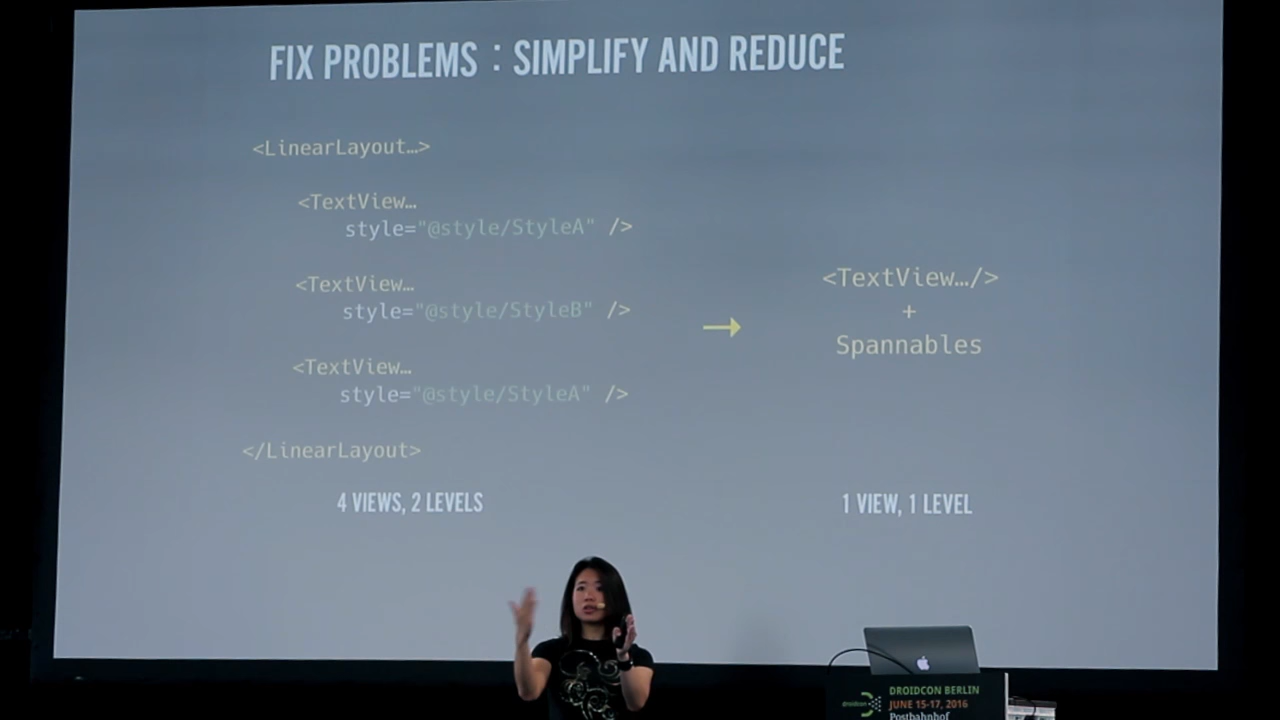 FIX PROBLEMS : SIMPLIFY AND REDUCE
<LinearLayout…>
<TextView…
style="@style/StyleA" />
<TextView…
style="@style/StyleB" />
<TextView…
style="@style/StyleA" />
</LinearLayout>
4 VIEWS, 2 LEVELS
→
<TextView…/>
+
Spannables
1 VIEW, 1 LEVEL
droidcon
DROIDCON BERLIN
JUNE 15-17, 2016
Postbahnhof